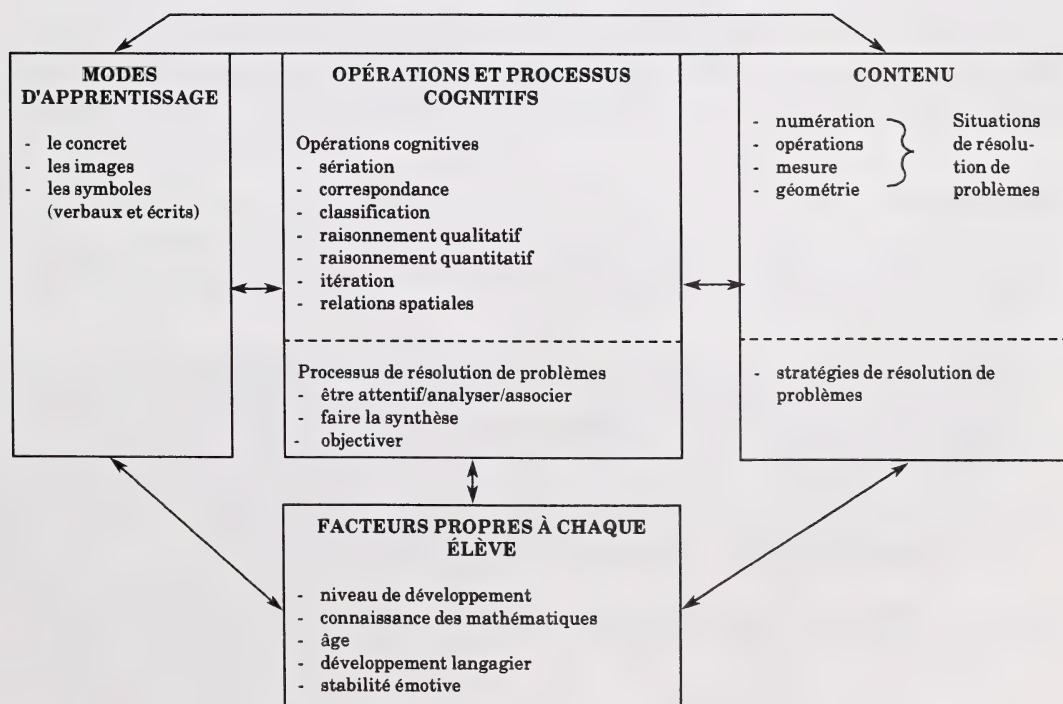 MODES
D'APPRENTISSAGE
- le concret
- les images
- les symboles
(verbaux et écrits)
OPÉRATIONS ET PROCESSUS
COGNITIFS
Opérations cognitives
- sériation
- correspondance
- classification
- raisonnement qualitatif
- raisonnement quantitatif
- itération
- relations spatiales
Processus de résolution de problèmes
- être attentif/analyser/associer
- faire la synthèse
- objectiver
CONTENU
- numération
- opérations
- mesure
- géométrie
Situations
de résolu-
tion de
problèmes
- stratégies de résolution de
problèmes
FACTEURS PROPRES À CHAQUE
ÉLÈVE
- niveau de développement
- connaissance des mathématiques
- âge
- développement langagier
- stabilité émotive